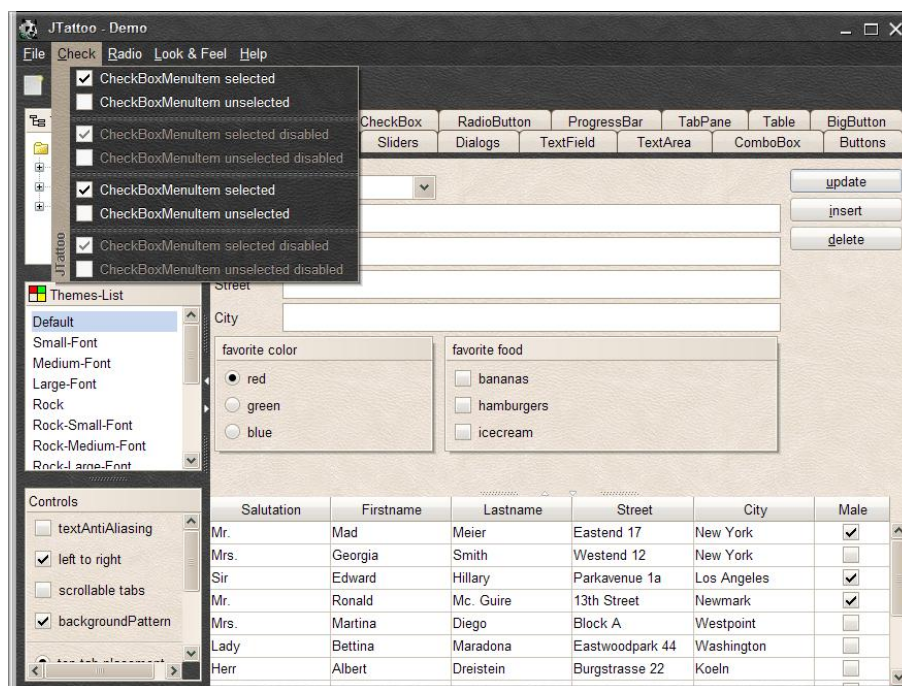 JTattoo - Demo
File Check Radio Look & Feel Help
CheckBoxMenuItem selected
CheckBoxMenuItem unselected
CheckBoxMenuItem selected disabled
CheckBoxMenuItem unselected disabled
CheckBoxMenuItem selected
CheckBoxMenuItem unselected
CheckBoxMenuItem selected disabled
CheckBoxMenuItem unselected disabled
JTattoo
CheckBox RadioButton ProgressBar TabPane Table BigButton
Sliders Dialogs TextField TextArea ComboBox Buttons
update
insert
delete
Street
City
favorite color
red
green
blue
favorite food
bananas
hamburgers
icecream
Themes-List
Default
Small-Font
Medium-Font
Large-Font
Rock
Rock-Small-Font
Rock-Medium-Font
Rock-Large-Font
Controls
textAntiAliasing
left to right
scrollable tabs
backgroundPattern
top tab placement
Salutation Firstname Lastname Street City Male
Mr. Mad Meier Eastend 17 New York
Mrs. Georgia Smith Westend 12 New York
Sir Edward Hillary Parkavenue 1a Los Angeles
Mr. Ronald Mc. Guire 13th Street Newmark
Mrs. Martina Diego Block A Westpoint
Lady Bettina Maradona Eastwoodpark 44 Washington
Herr Albert Dreistein Burgstrasse 22 Koeln